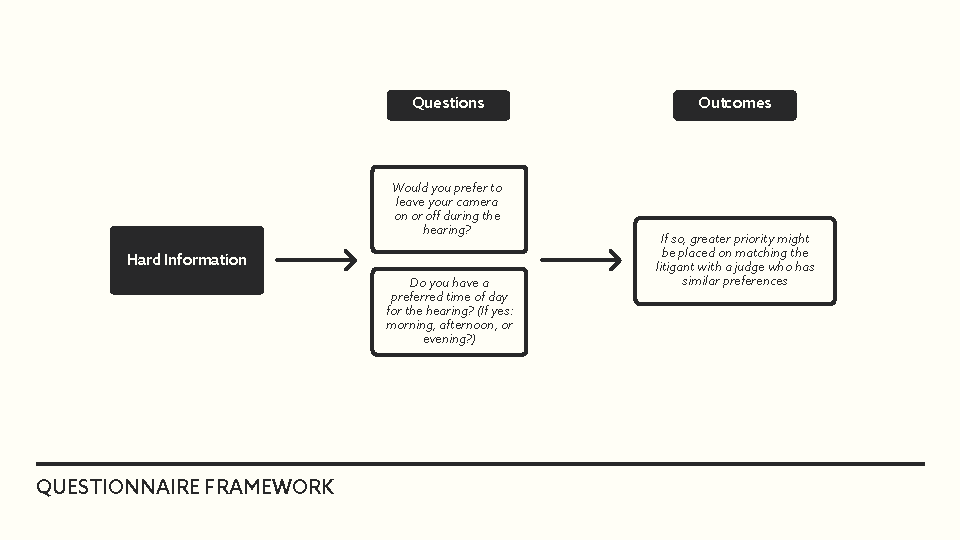 Questions
Outcomes
Hard Information
Would you prefer to
leave your camera
on or off during the
hearing?
Do you have a
preferred time of day
for the hearing? (If yes:
morning, afternoon, or
evening?)
If so, greater priority might
be placed on matching the
litigant with a judge who has
similar preferences
QUESTIONNAIRE FRAMEWORK